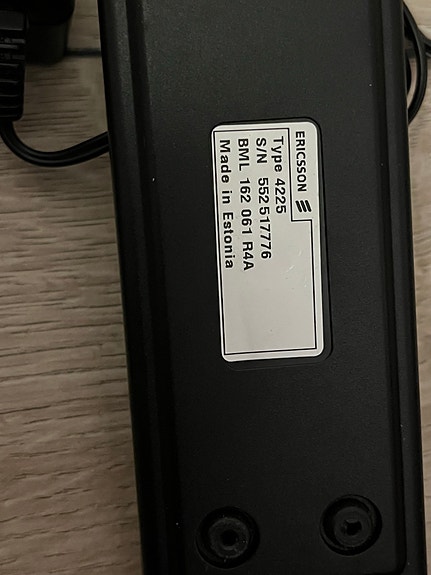 ERICSSON
Type 4225
S/N 552517776
BML 162 061 R4A
Made in Estonia